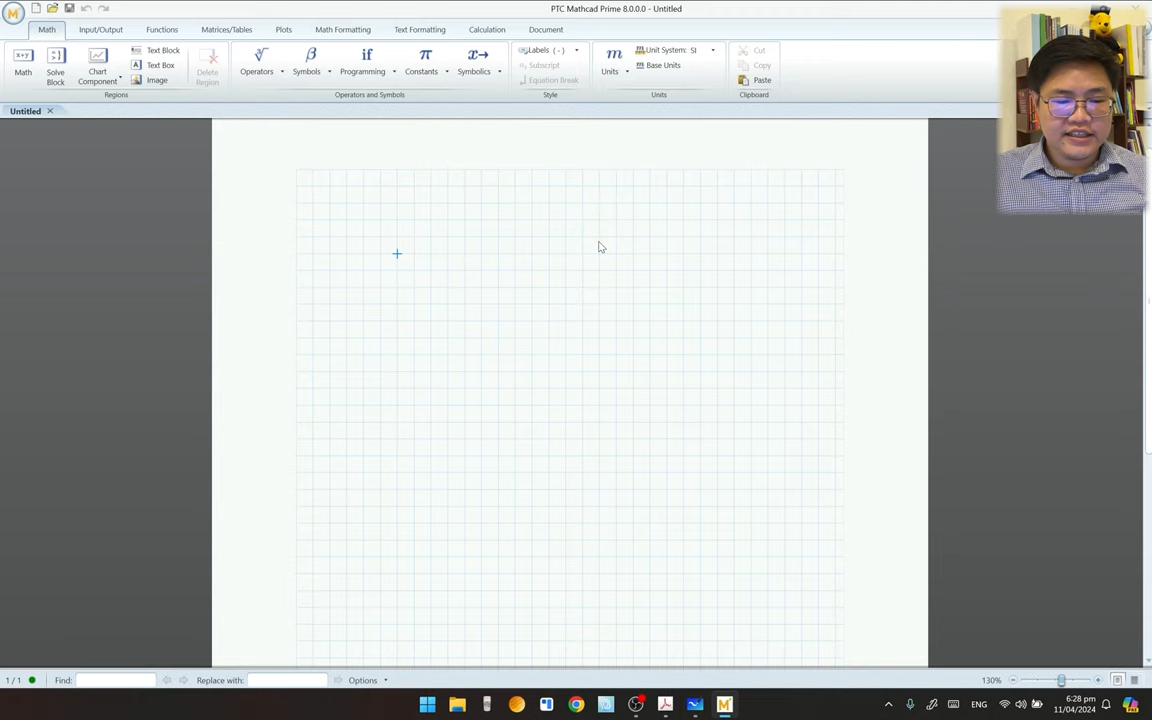 PTC Mathcad Prime 8.0.0.0 - Untitled
Math Input/Output Functions Matrices/Tables Plots Math Formatting Text Formatting Calculation Document
Math
Solve Block
Chart Component
Text Block
Text Box
Image
Delete Region
Regions
Operators
Symbols
if
Programming
π
Constants
Symbolics
Operators and Symbols
Labels ( - )
Subscript
Equation Break
Style
m
Units
Unit System: SI
Base Units
Units
Cut
Copy
Paste
Clipboard
Untitled
1 / 1 Find: Replace with: Options 130%
ENG
6:28 pm
11/04/2024